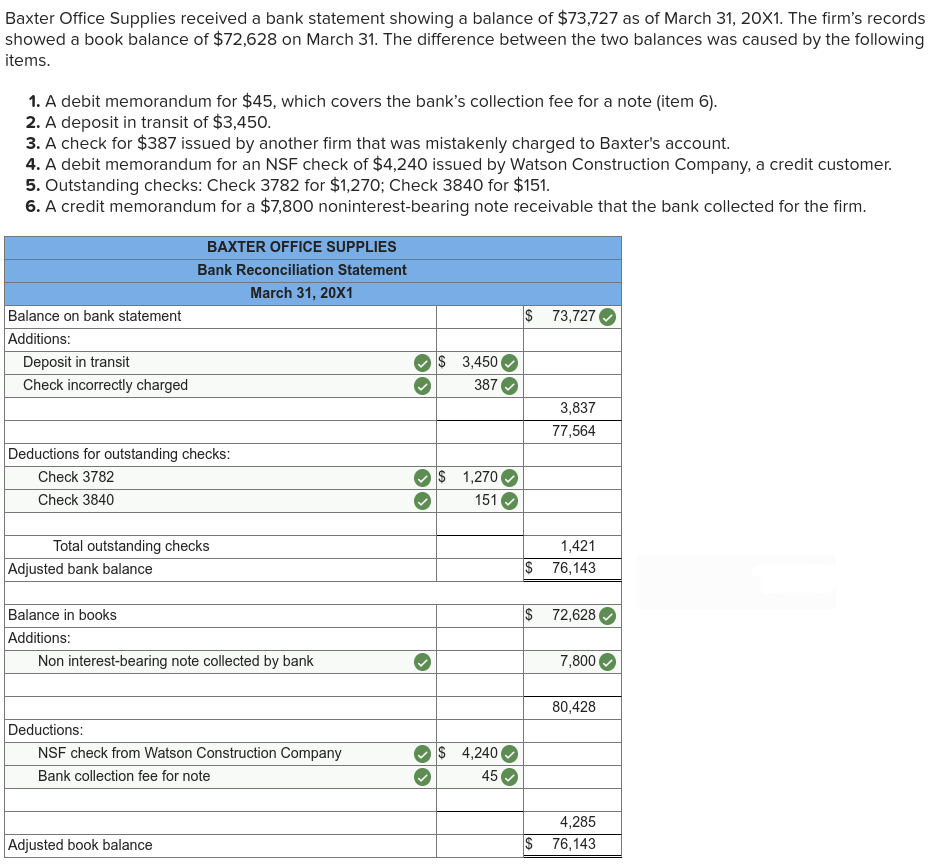 Baxter Office Supplies received a bank statement showing a balance of $73,727 as of March 31, 20X1. The firm's records
showed a book balance of $72,628 on March 31. The difference between the two balances was caused by the following
items.
1. A debit memorandum for $45, which covers the bank's collection fee for a note (item 6).
2. A deposit in transit of $3,450.
3. A check for $387 issued by another firm that was mistakenly charged to Baxter's account.
4. A debit memorandum for an NSF check of $4,240 issued by Watson Construction Company, a credit customer.
5. Outstanding checks: Check 3782 for $1,270; Check 3840 for $151.
6. A credit memorandum for a $7,800 noninterest-bearing note receivable that the bank collected for the firm.
BAXTER OFFICE SUPPLIES
Bank Reconciliation Statement
March 31, 20X1
Balance on bank statement $ 73,727
Additions:
Deposit in transit $ 3,450
Check incorrectly charged 387
3,837
77,564
Deductions for outstanding checks:
Check 3782 $ 1,270
Check 3840 151
Total outstanding checks 1,421
Adjusted bank balance $ 76,143
Balance in books $ 72,628
Additions:
Non interest-bearing note collected by bank 7,800
80,428
Deductions:
NSF check from Watson Construction Company $ 4,240
Bank collection fee for note 45
4,285
Adjusted book balance $ 76,143